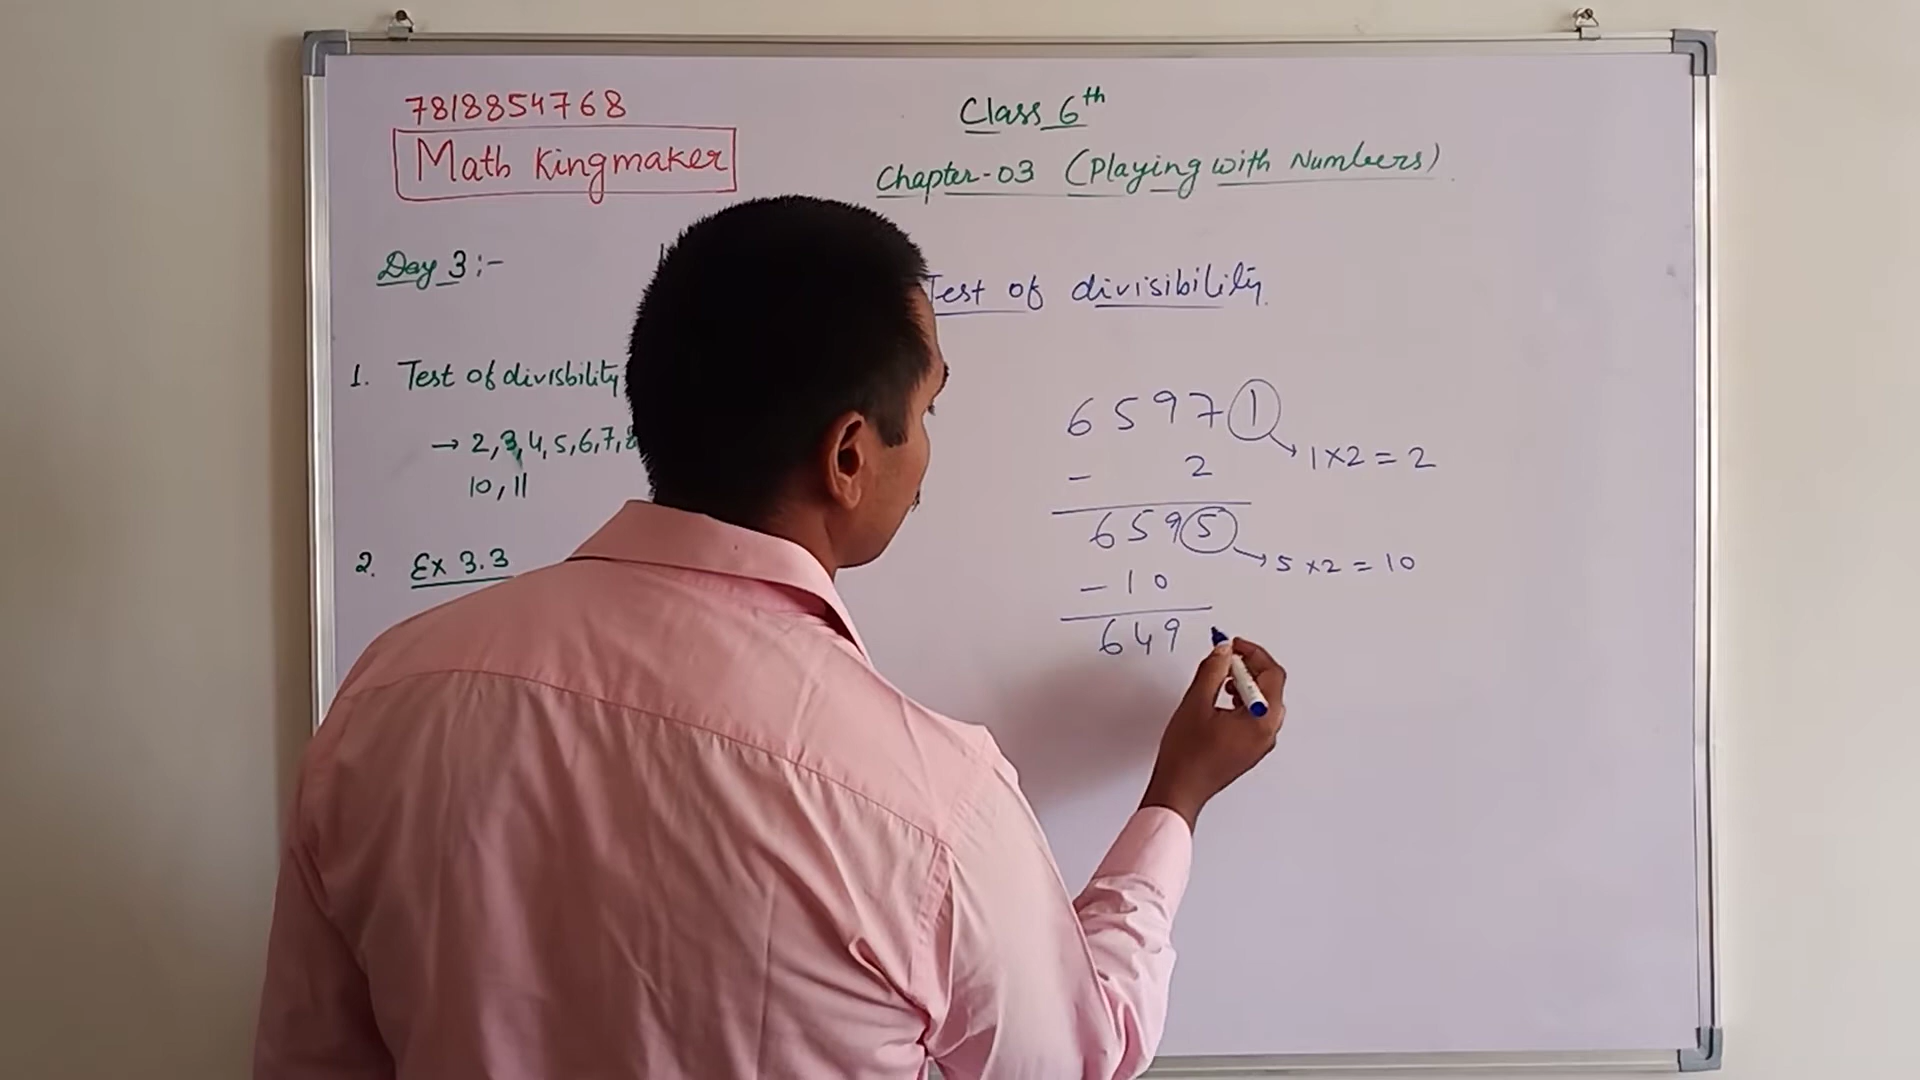 7818854768
Math Kingmaker
Class 6th
Chapter-03 (Playing with Numbers)
Day 3:-
Test of divisibility.
1. Test of divisbility
→ 2,3,4,5,6,7,8
10,11
2. Ex 3.3
65971
1×2=2
- 2
6595
5×2=10
-10
649